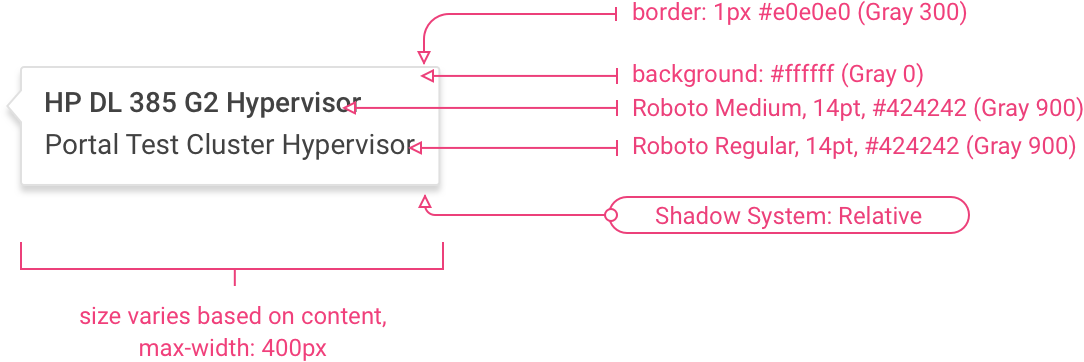 border: 1px #e0e0e0 (Gray 300)
background: #ffffff (Gray 0)
HP DL 385 G2 Hypervisor
Roboto Medium, 14pt, #424242 (Gray 900)
Portal Test Cluster Hypervisor
Roboto Regular, 14pt, #424242 (Gray 900)
Shadow System: Relative
size varies based on content,
max-width: 400px